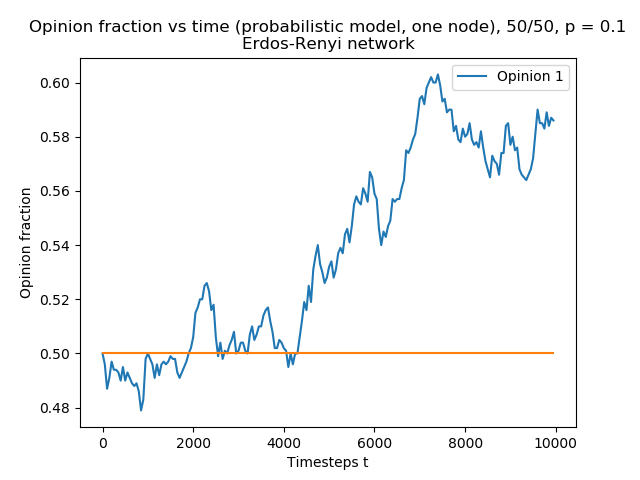 Opinion fraction vs time (probabilistic model, one node), 50/50, p = 0.1
Erdos-Renyi network
Opinion 1
Opinion fraction
0.60
0.58
0.56
0.54
0.52
0.50
0.48
0 2000 4000 6000 8000 10000
Timesteps t